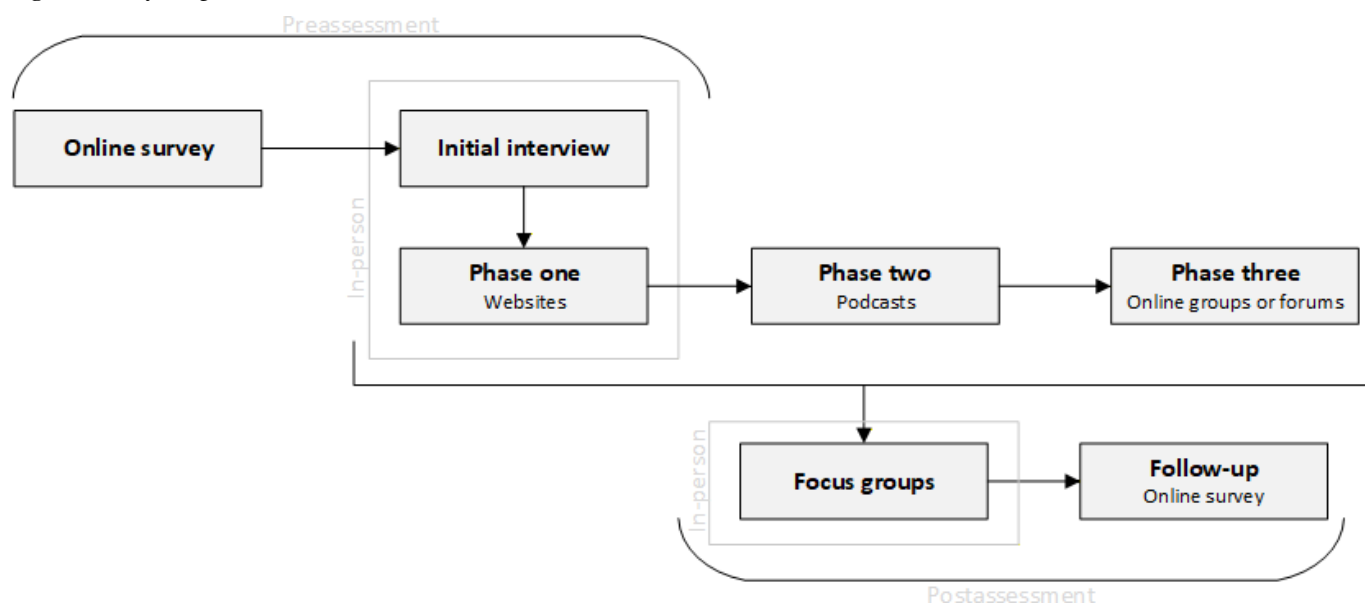 Preassessment
Online survey
Initial interview
In-person
Phase one
Websites
Phase two
Podcasts
Phase three
Online groups or forums
In-person
Focus groups
Follow-up
Online survey
Postassessment